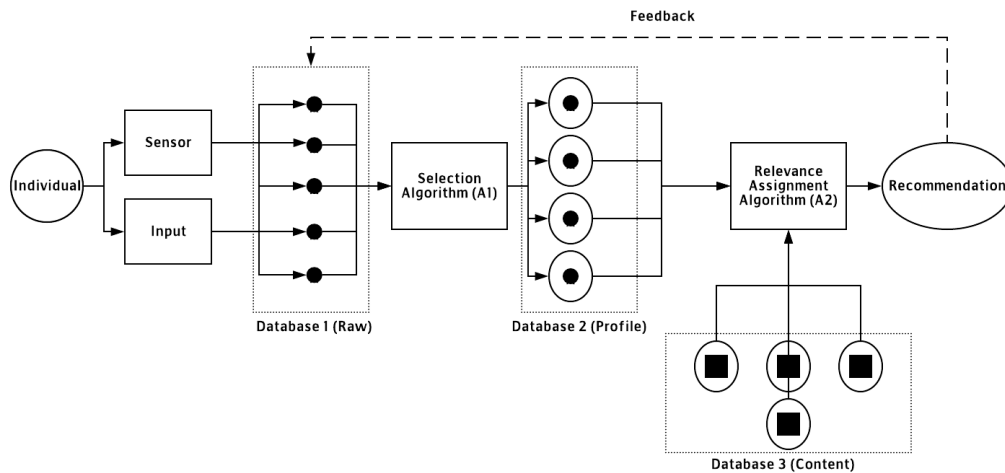 Feedback
Sensor
Individual
Input
Database 1 (Raw)
Selection
Algorithm (A1)
Database 2 (Profile)
Relevance
Assignment
Algorithm (A2)
Recommendation
Database 3 (Content)